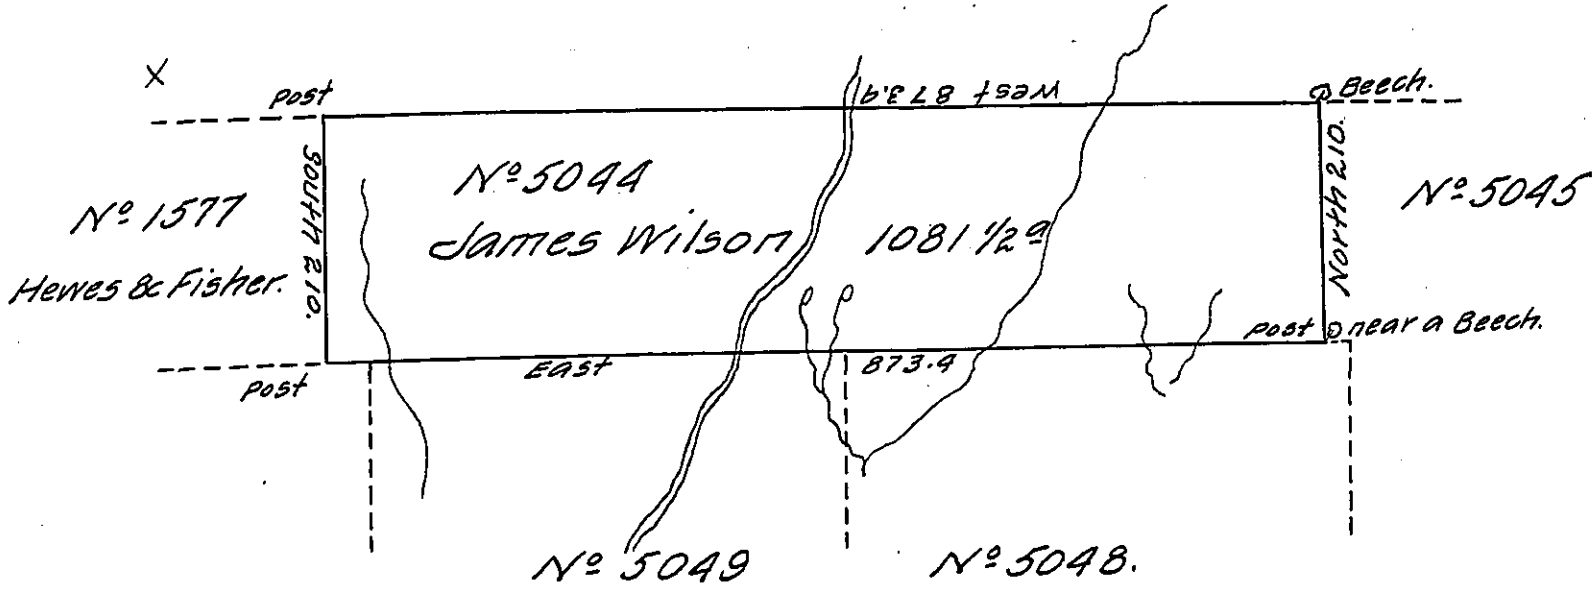 X
Post
West 873.4
Beech.
Nº 5044
James Wilson
1081 1/2 a
South 210.
North 210.
Nº 1577
Hewes & Fisher.
Nº 5045
Post
near a Beech.
Post
East
873.4
Nº 5049
Nº 5048.